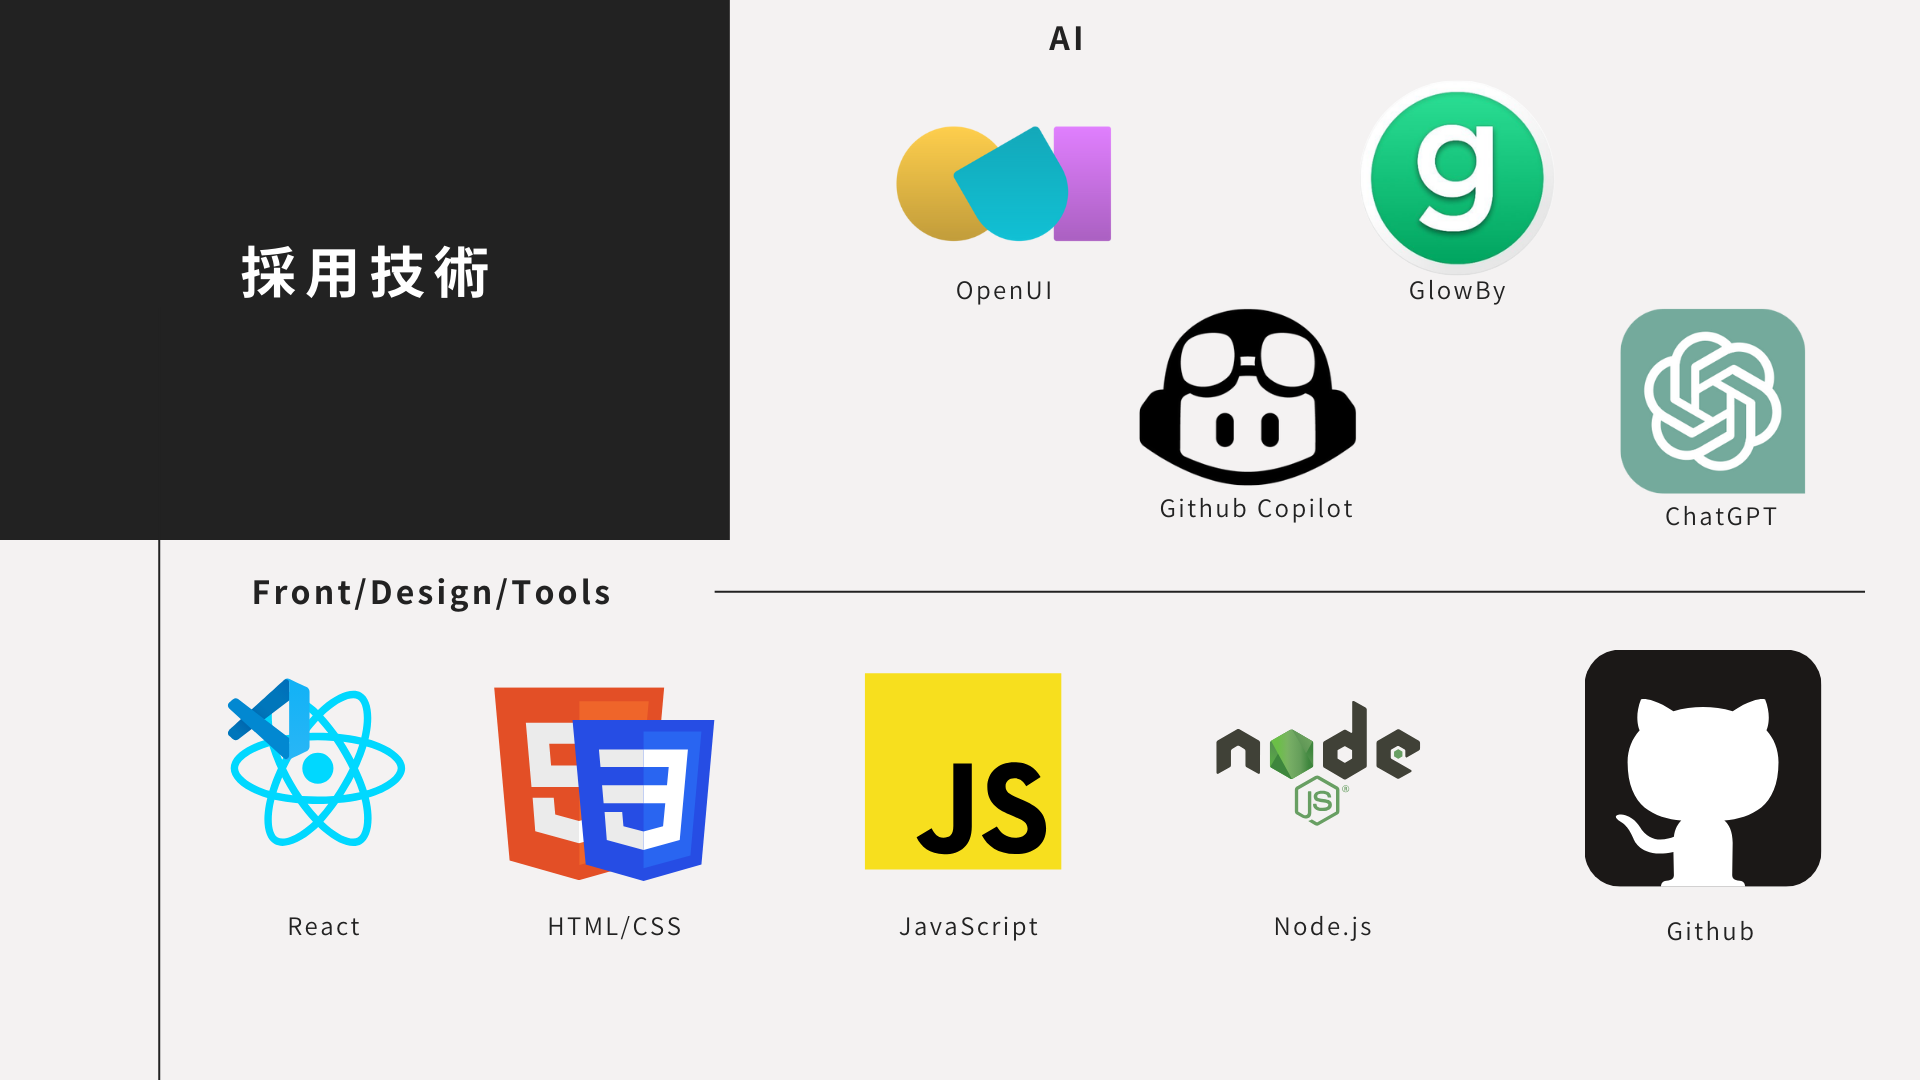 採用技術
AI
OpenUI
g
GlowBy
Github Copilot
ChatGPT
Front/Design/Tools
React
HTML/CSS
JS
JavaScript
node
JS®
Node.js
Github